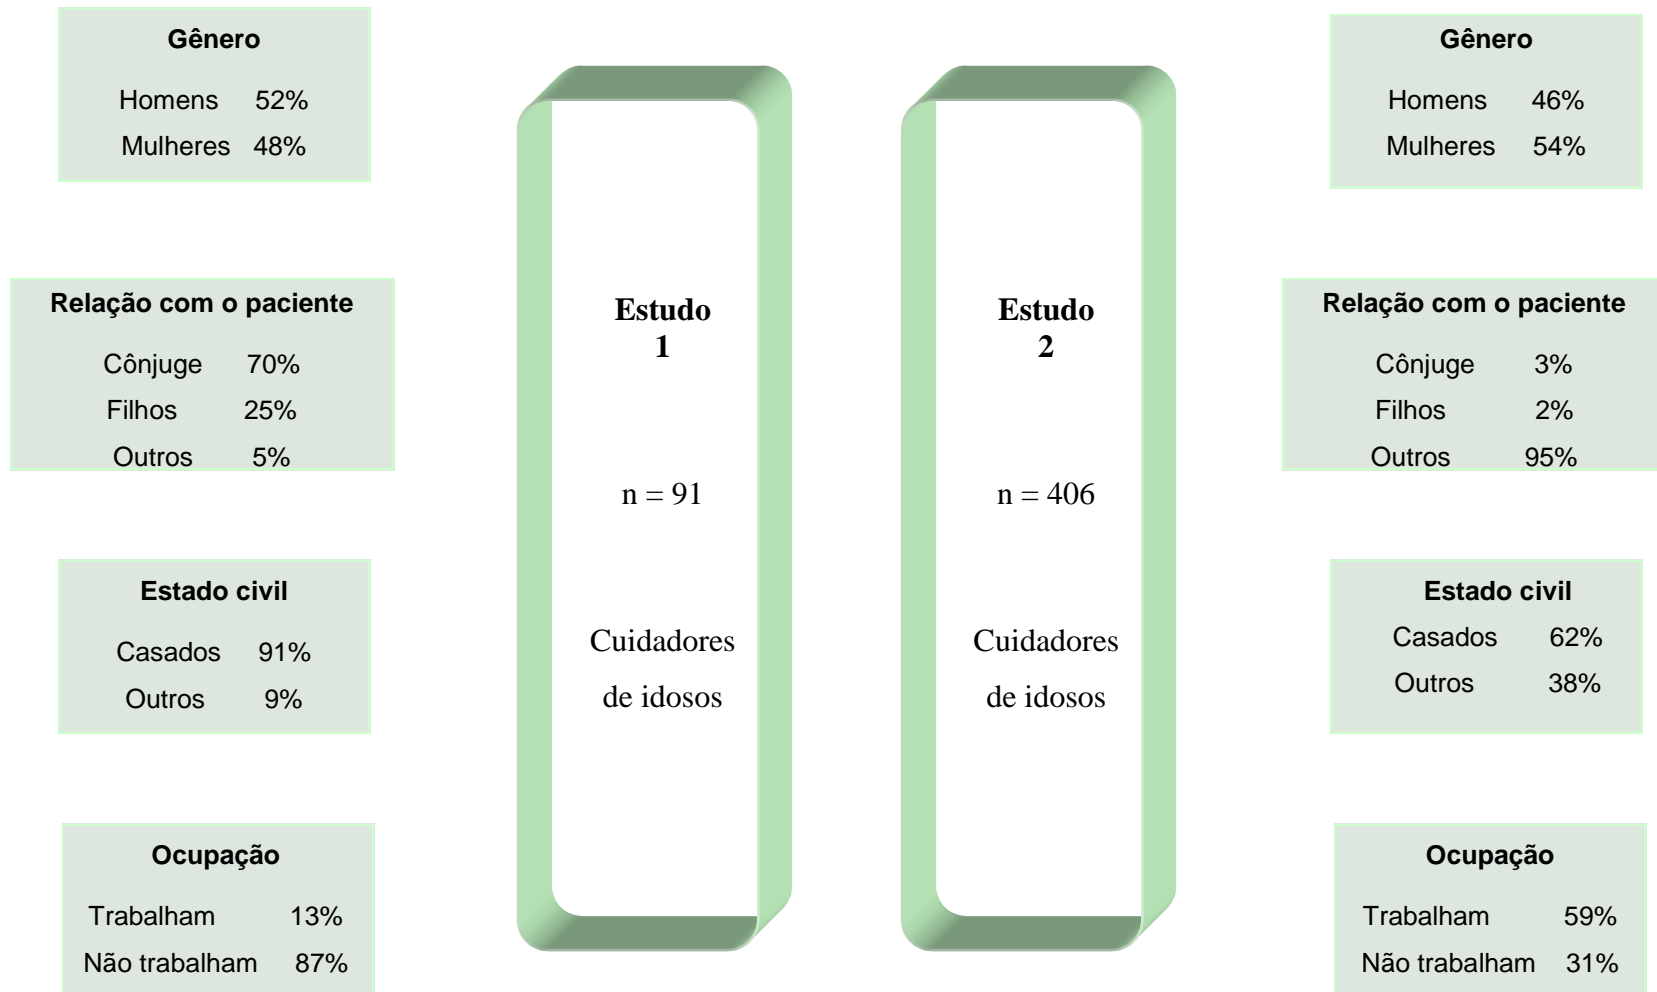 Gênero
Homens 52%
Mulheres 48%
Relação com o paciente
Cônjuge 70%
Filhos 25%
Outros 5%
Estado civil
Casados 91%
Outros 9%
Ocupação
Trabalham 13%
Não trabalham 87%
Estudo
1
n = 91
Cuidadores
de idosos
Estudo
2
n = 406
Cuidadores
de idosos
Gênero
Homens 46%
Mulheres 54%
Relação com o paciente
Cônjuge 3%
Filhos 2%
Outros 95%
Estado civil
Casados 62%
Outros 38%
Ocupação
Trabalham 59%
Não trabalham 31%